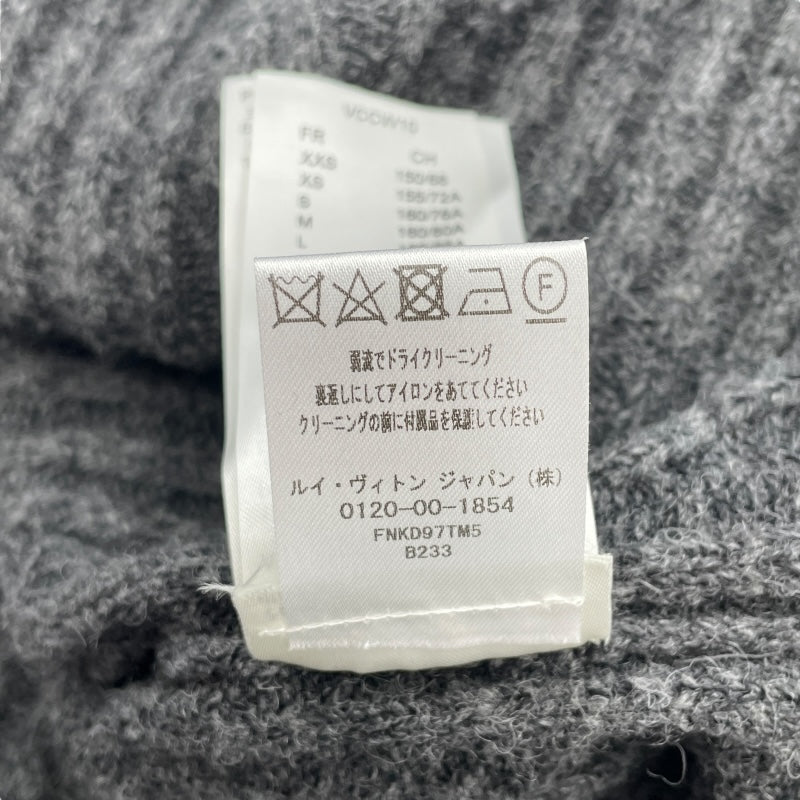 VCCW10
FR CH
XXS 150/68
XS 155/72A
S 160/76A
M 160/80A
L
F
弱流でドライクリーニング
裏返しにしてアイロンをあててください
クリーニングの前に付属品を保護してください
ルイ・ヴィトン ジャパン (株)
0120-00-1854
FNKD97TM5
B233